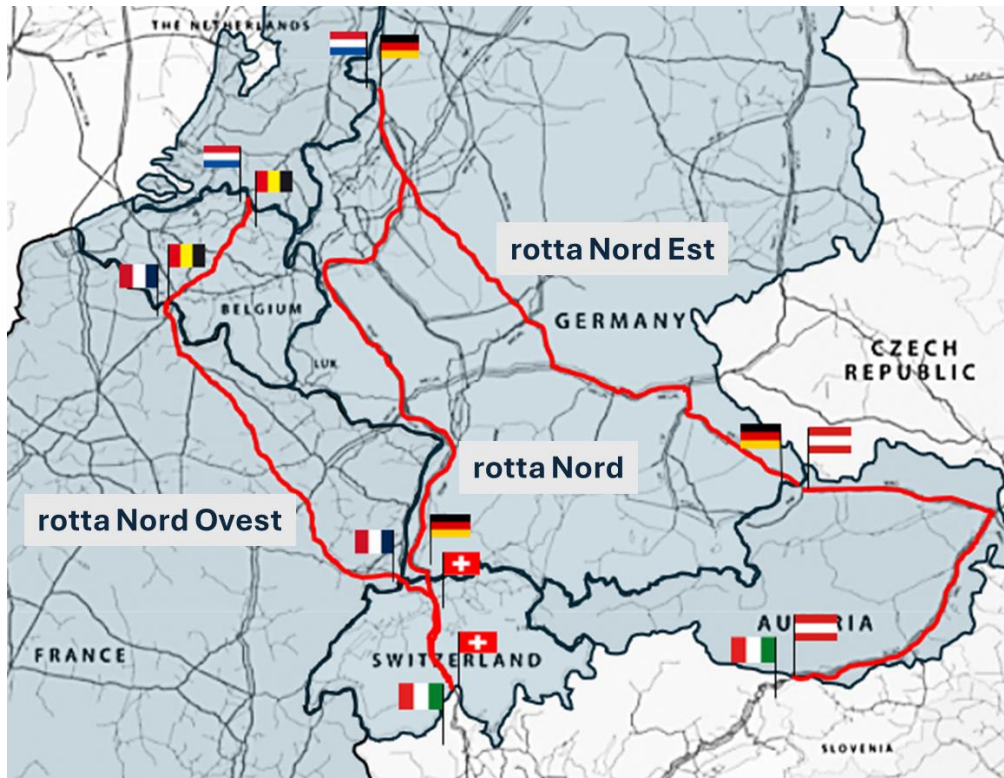 THE NETHERLANDS
rotta Nord Est
BELGIUM
GERMANY
CZECH
REPUBLIC
LUX
rotta Nord
rotta Nord Ovest
AUSTRIA
FRANCE
SWITZERLAND
SLOVENIA